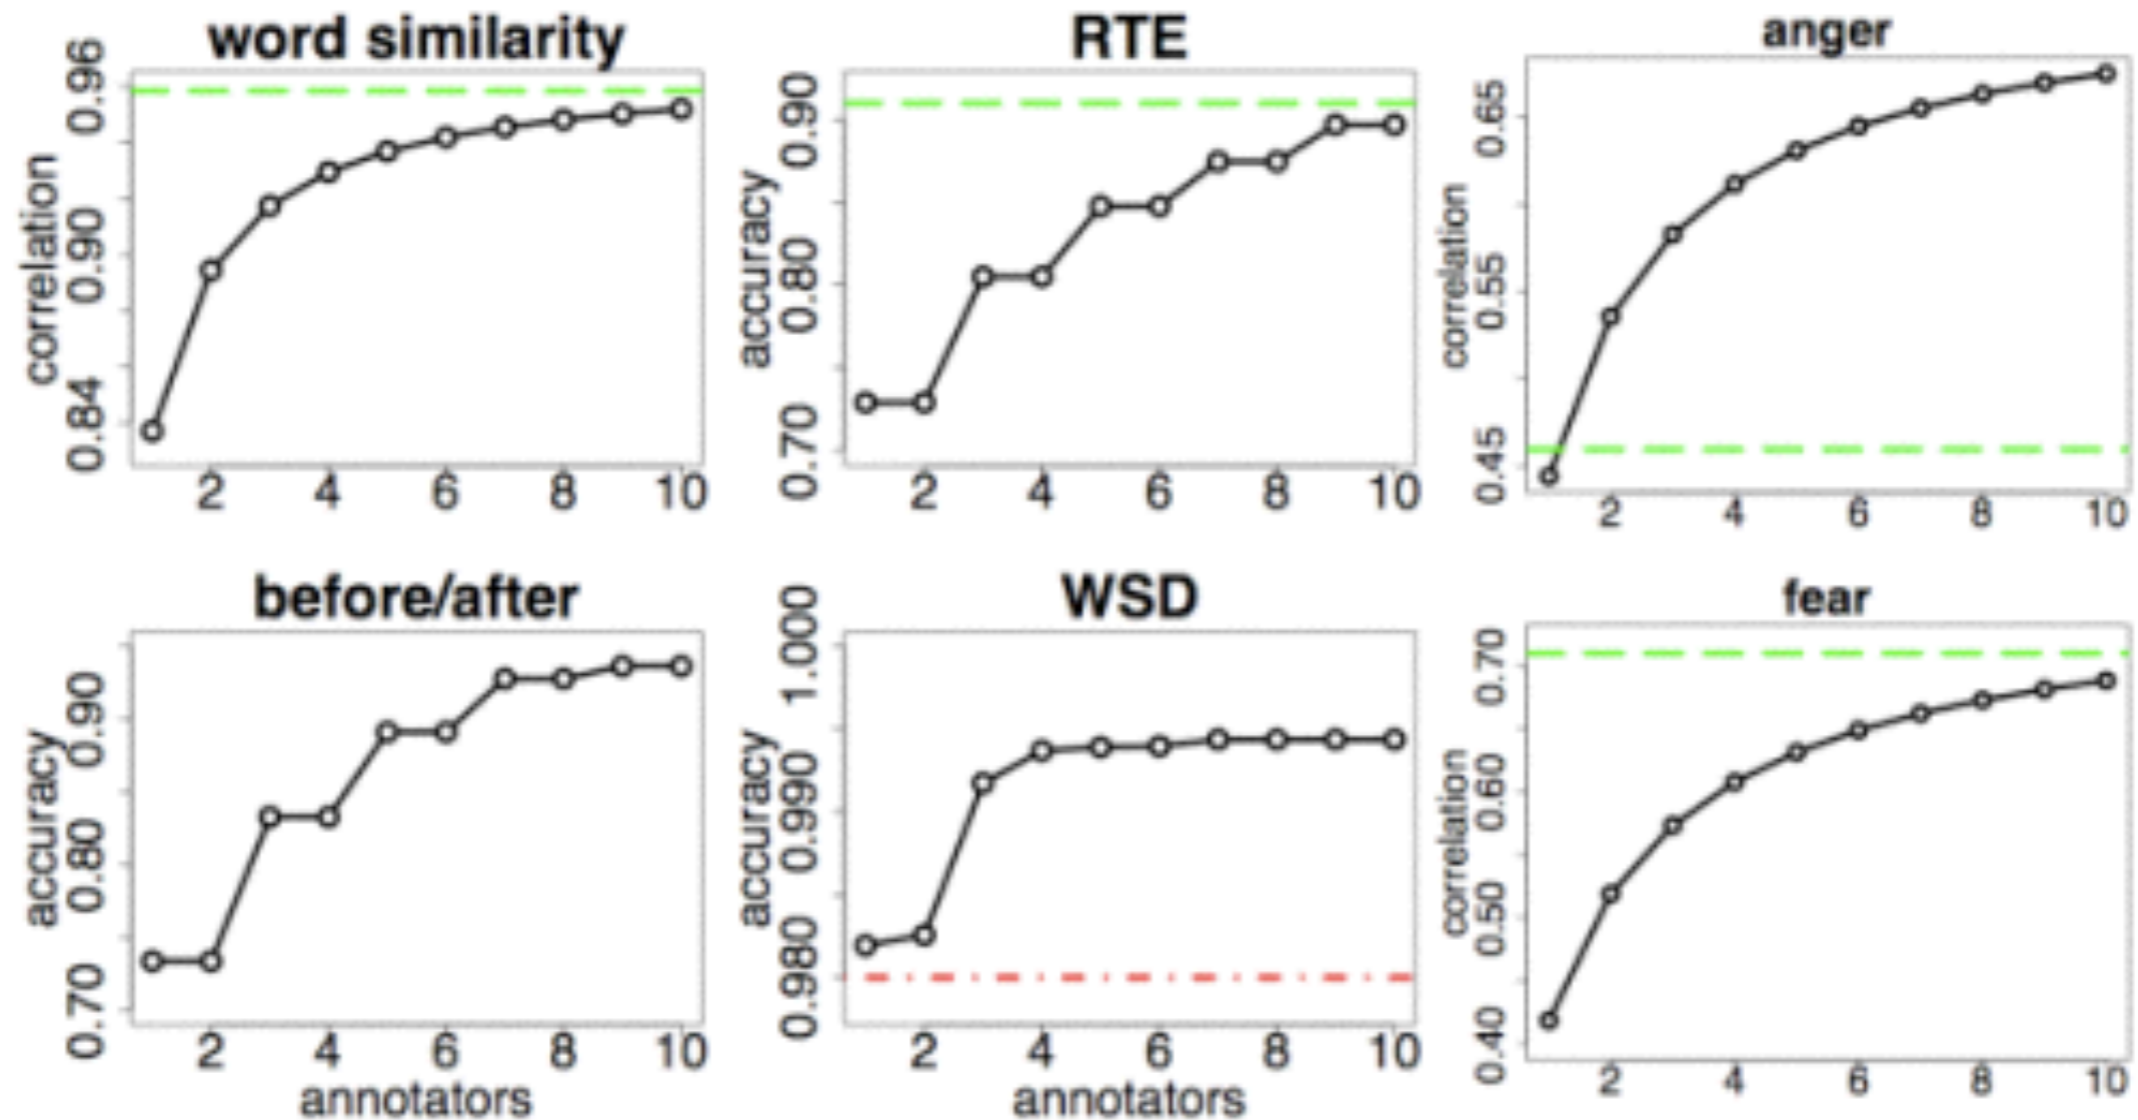 word similarity
correlation
0.96
0.90
0.84
2 4 6 8 10
RTE
accuracy
0.90
0.80
0.70
2 4 6 8 10
anger
correlation
0.65
0.55
0.45
2 4 6 8 10
before/after
accuracy
0.90
0.80
0.70
2 4 6 8 10
annotators
WSD
accuracy
1.000
0.990
0.980
2 4 6 8 10
annotators
fear
correlation
0.70
0.60
0.50
0.40
2 4 6 8 10